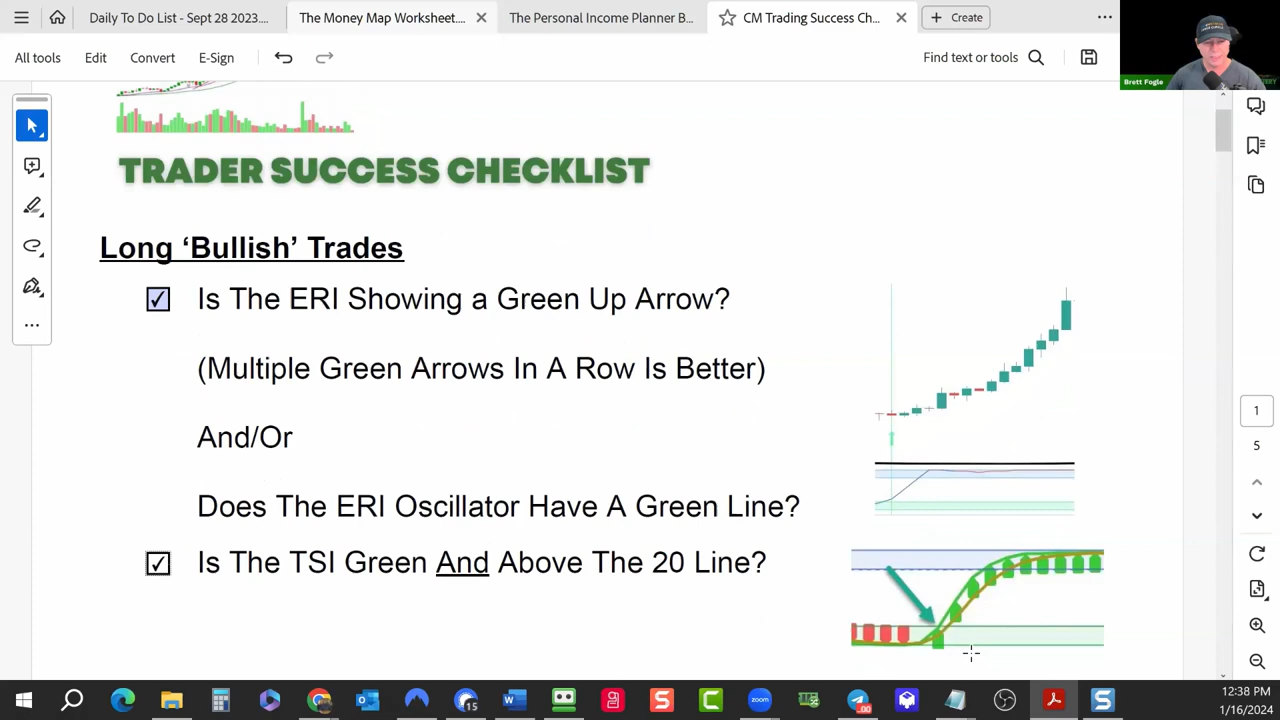 Daily To Do List - Sept 28 2023....
The Money Map Worksheet...
The Personal Income Planner B...
CM Trading Success Ch...
Create
All tools
Edit
Convert
E-Sign
Find text or tools
Brett Fogle
TRADER SUCCESS CHECKLIST
Long ‘Bullish’ Trades
Is The ERI Showing a Green Up Arrow?
(Multiple Green Arrows In A Row Is Better)
And/Or
Does The ERI Oscillator Have A Green Line?
Is The TSI Green And Above The 20 Line?
1
5
15
zoom
00
12:38 PM
1/16/2024